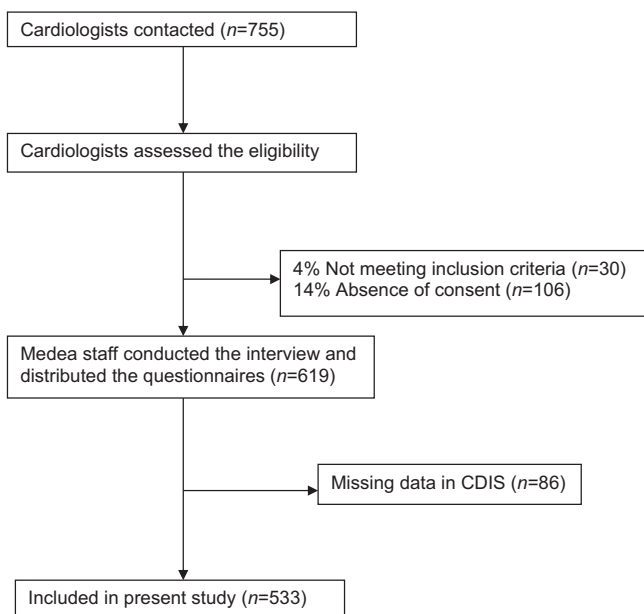 Cardiologists contacted (n=755)
Cardiologists assessed the eligibility
4% Not meeting inclusion criteria (n=30)
14% Absence of consent (n=106)
Medea staff conducted the interview and
distributed the questionnaires (n=619)
Missing data in CDIS (n=86)
Included in present study (n=533)